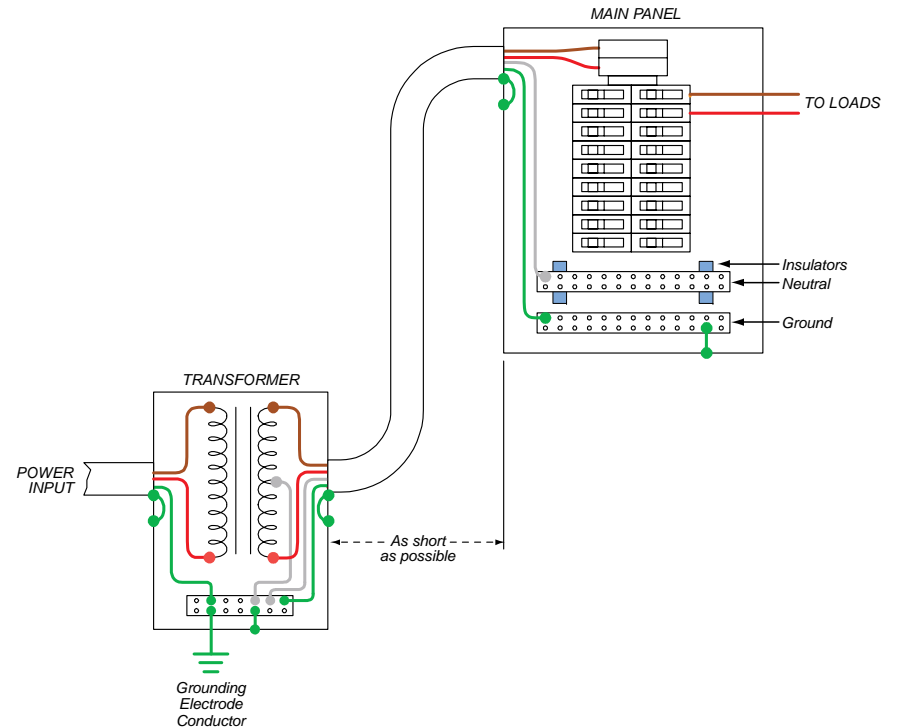 MAIN PANEL
TO LOADS
Insulators
Neutral
Ground
TRANSFORMER
POWER
INPUT
As short
as possible
Grounding
Electrode
Conductor